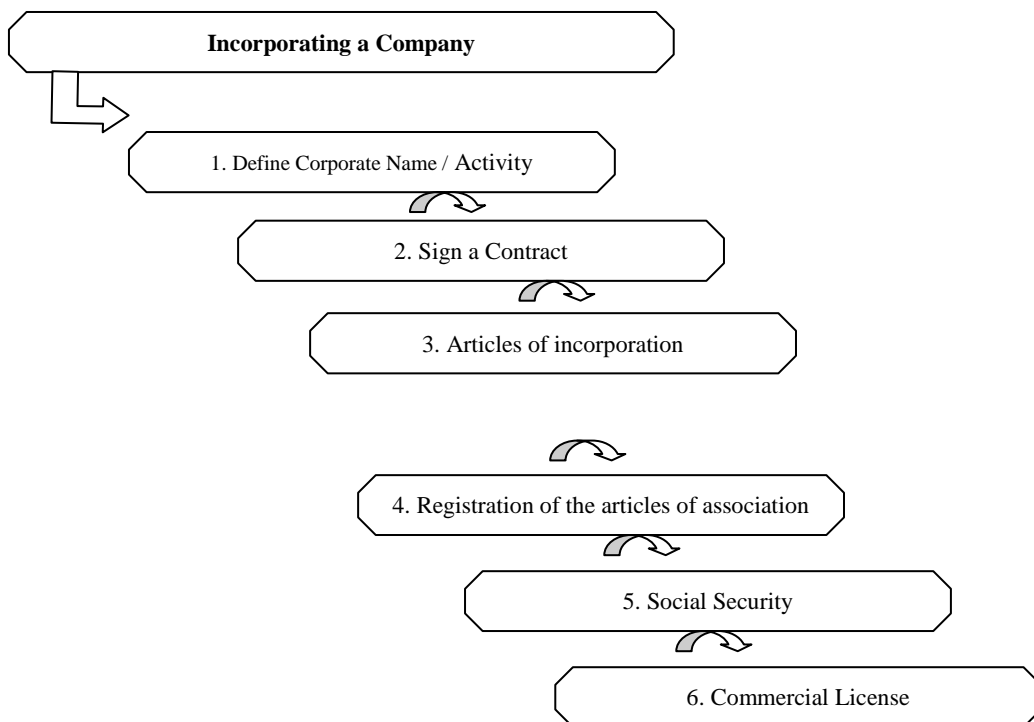 Incorporating a Company
1. Define Corporate Name / Activity
2. Sign a Contract
3. Articles of incorporation
4. Registration of the articles of association
5. Social Security
6. Commercial License